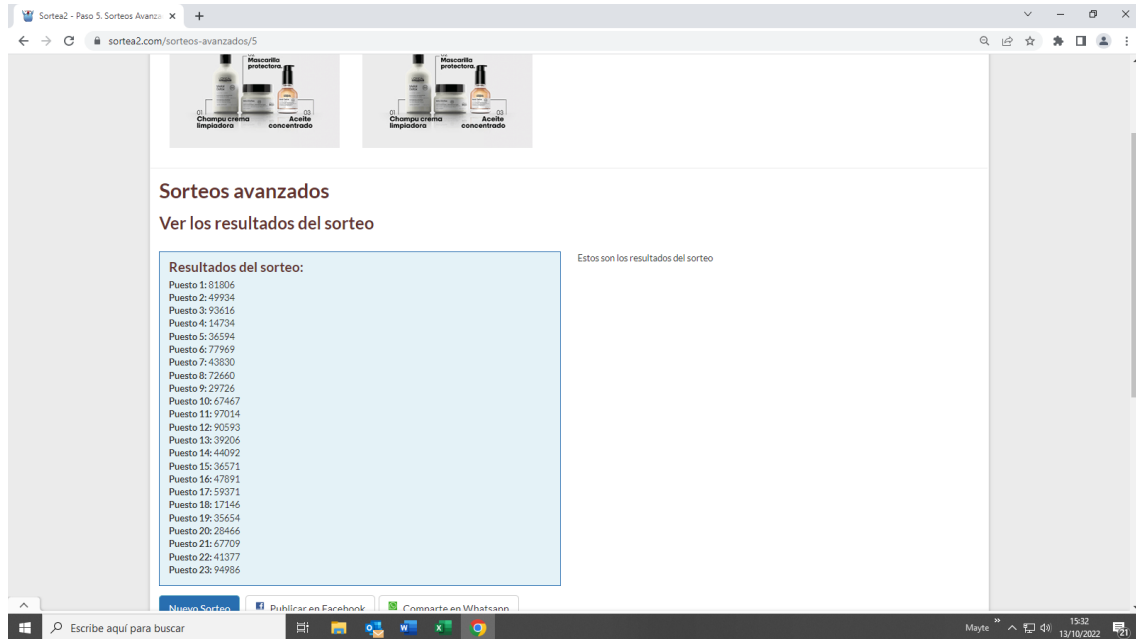 Sortea2 - Paso 5. Sorteos Avanza
sortea2.com/sorteos-avanzados/5
Mascarilla
protectora.
Mascarilla
protectora.
01
03
01
03
Champu crema
limpiadora
Aceite
concentrado
Champu crema
limpiadora
Aceite
concentrado
Sorteos avanzados
Ver los resultados del sorteo
Resultados del sorteo:
Estos son los resultados del sorteo
Puesto 1: 81806
Puesto 2: 49934
Puesto 3: 93616
Puesto 4: 14734
Puesto 5: 36594
Puesto 6: 77969
Puesto 7: 43830
Puesto 8: 72660
Puesto 9: 29726
Puesto 10: 67467
Puesto 11: 97014
Puesto 12: 90593
Puesto 13: 39206
Puesto 14: 44092
Puesto 15: 36571
Puesto 16: 47891
Puesto 17: 59371
Puesto 18: 17146
Puesto 19: 35654
Puesto 20: 28466
Puesto 21: 67709
Puesto 22: 41377
Puesto 23: 94986
Nuevo Sorteo
Publicar en Facebook
Comparte en Whatsapp
Escribe aquí para buscar
Mayte
15:32
13/10/2022
21